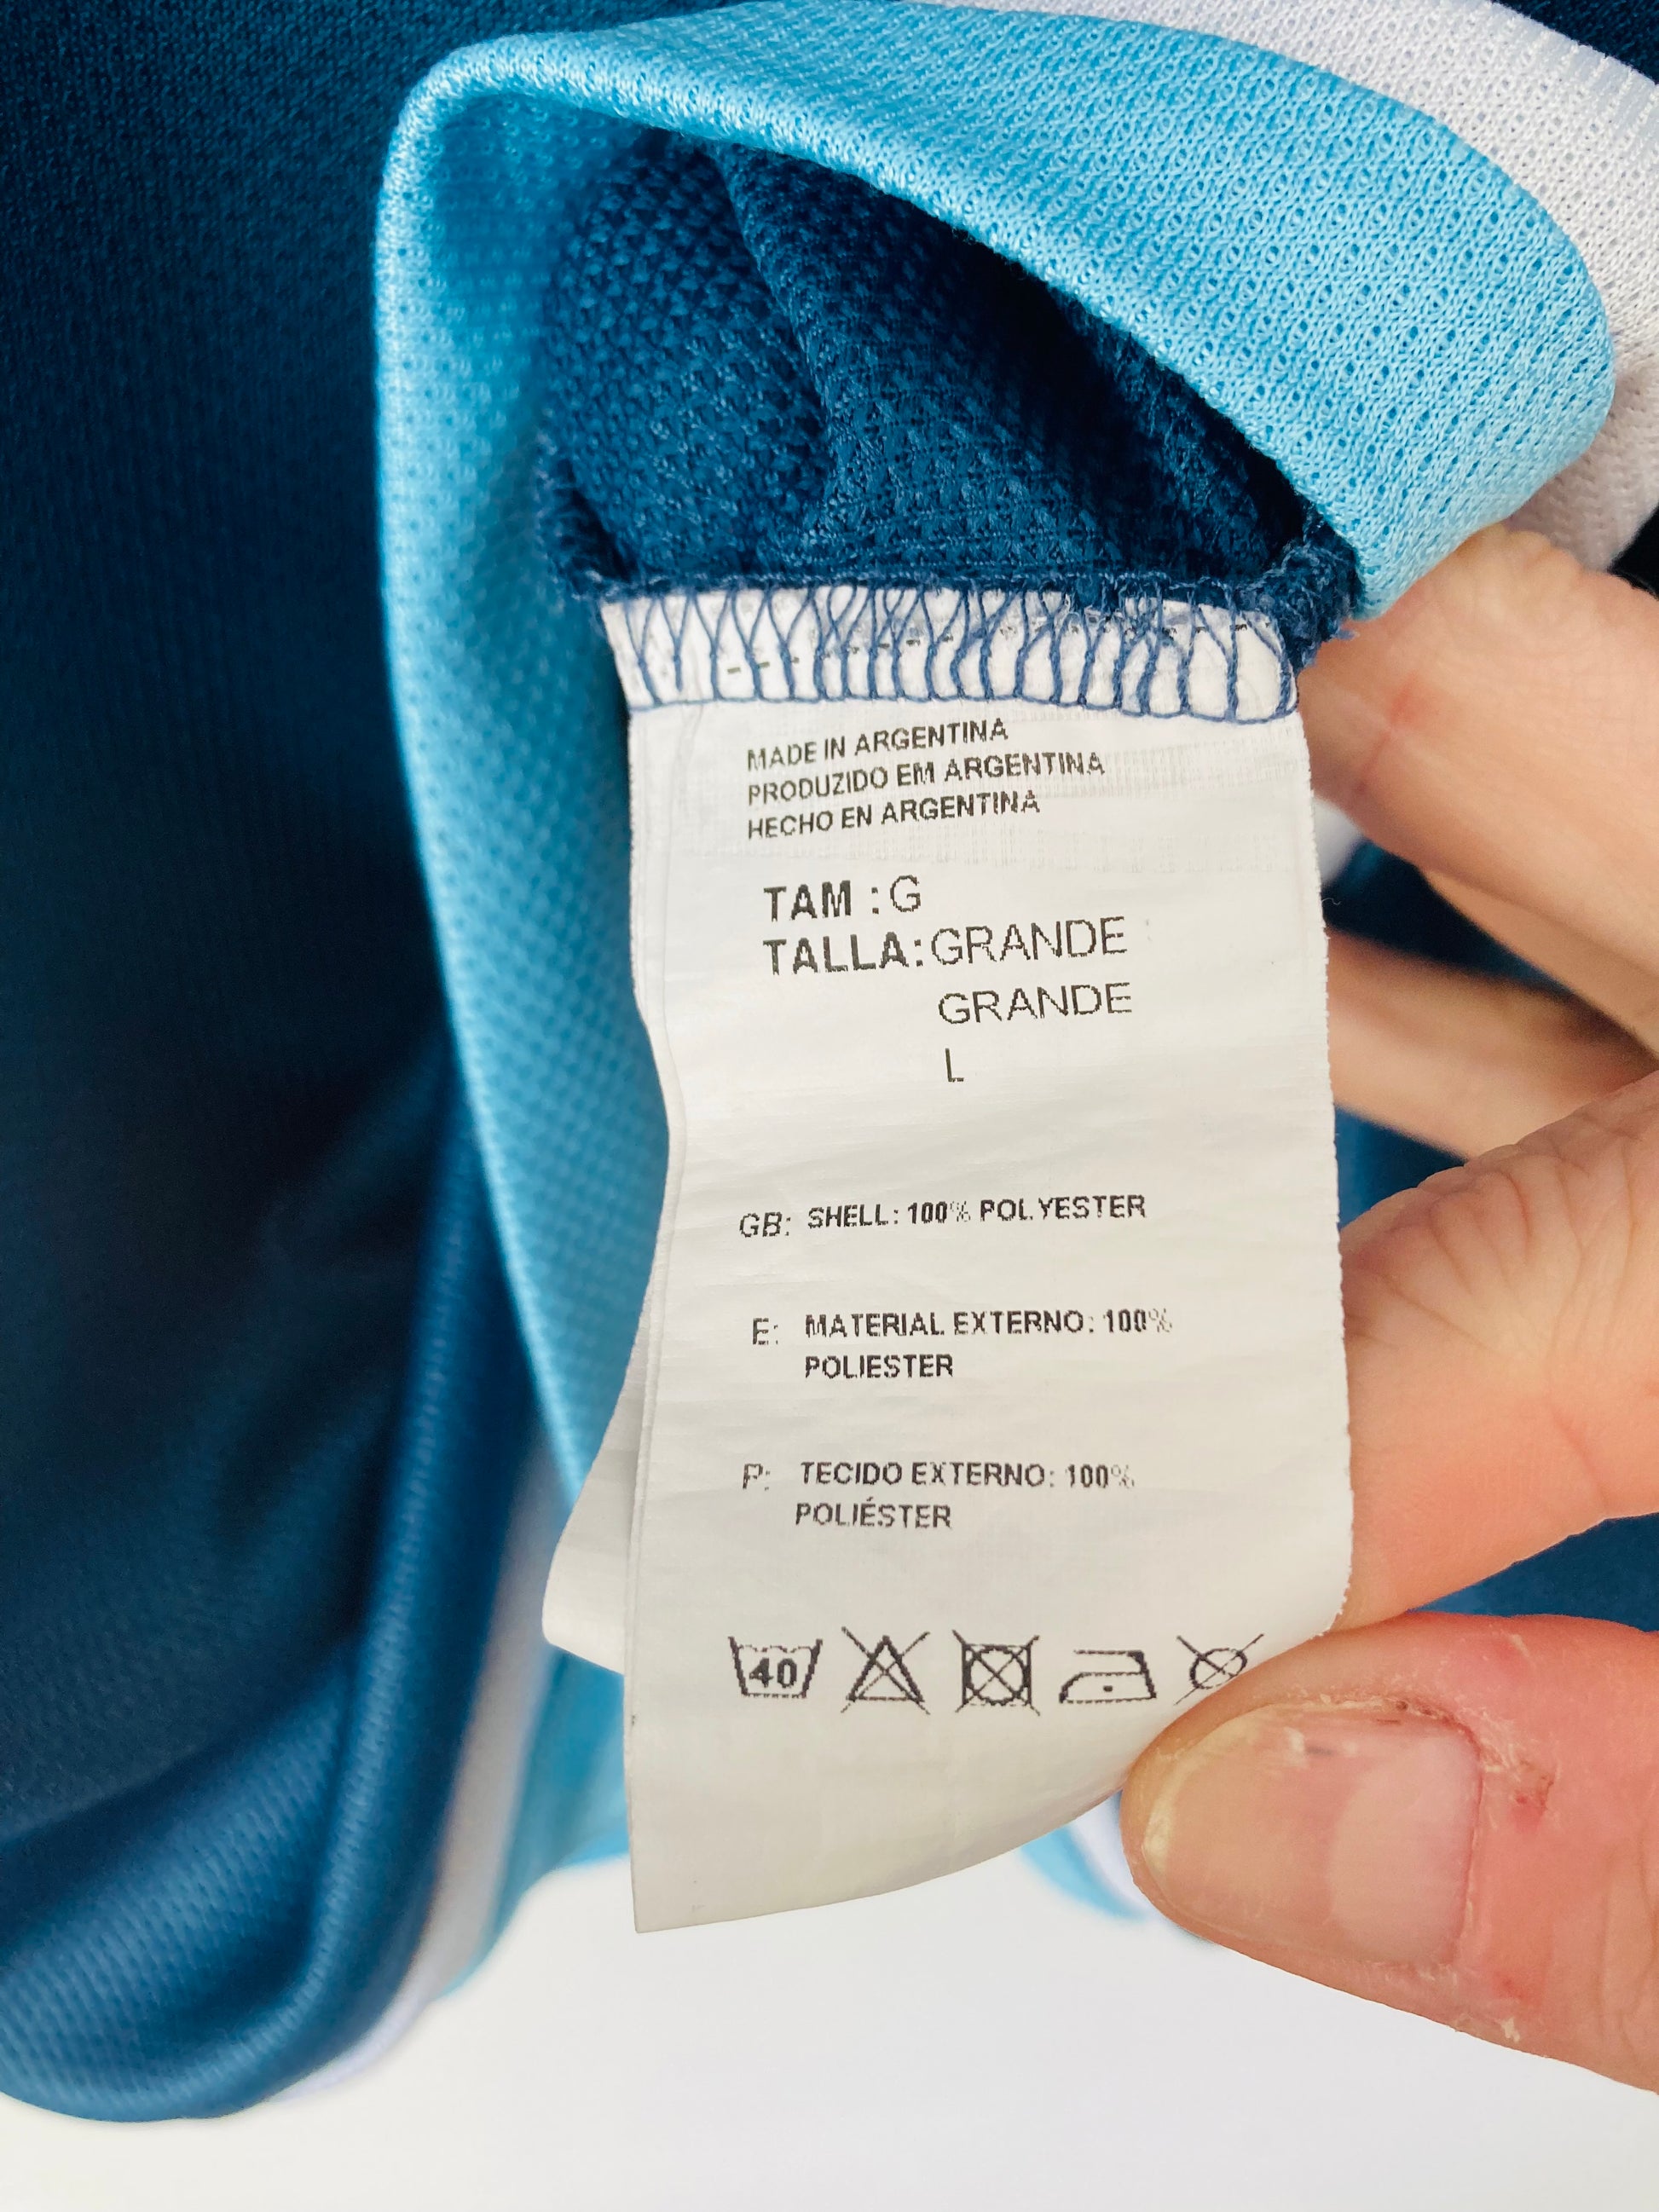 MADE IN ARGENTINA
PRODUZIDO EM ARGENTINA
HECHO EN ARGENTINA
TAM : G
TALLA: GRANDE
GRANDE
L
GB: SHELL: 100% POLYESTER
E: MATERIAL EXTERNO: 100%
POLIESTER
P: TECIDO EXTERNO: 100%
POLIÉSTER
40